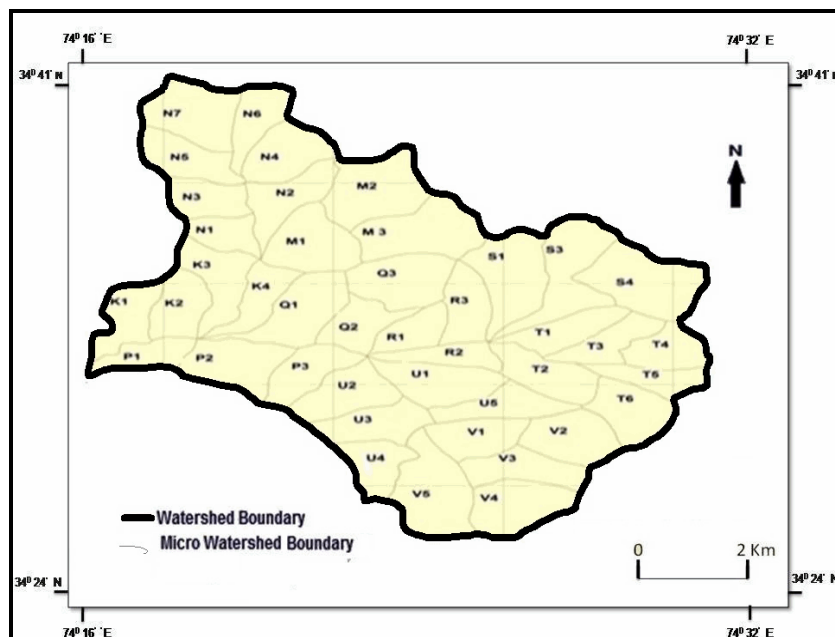 74⁰ 16' E
74⁰ 32' E
34⁰ 41' N
34⁰ 41' N
N7
N6
N
N5
N4
N3
N2
M2
N1
M 3
M1
S1
S3
K3
Q3
K4
S4
K1
K2
Q1
R3
Q2
R1
T1
T3
T4
P1
P2
P3
R2
U1
T2
T5
U2
T6
U5
U3
V1
V2
U4
V3
V5
V4
Watershed Boundary
Micro Watershed Boundary
0 2 Km
34⁰ 24' N
34⁰ 24' N
74⁰ 16' E
74⁰ 32' E